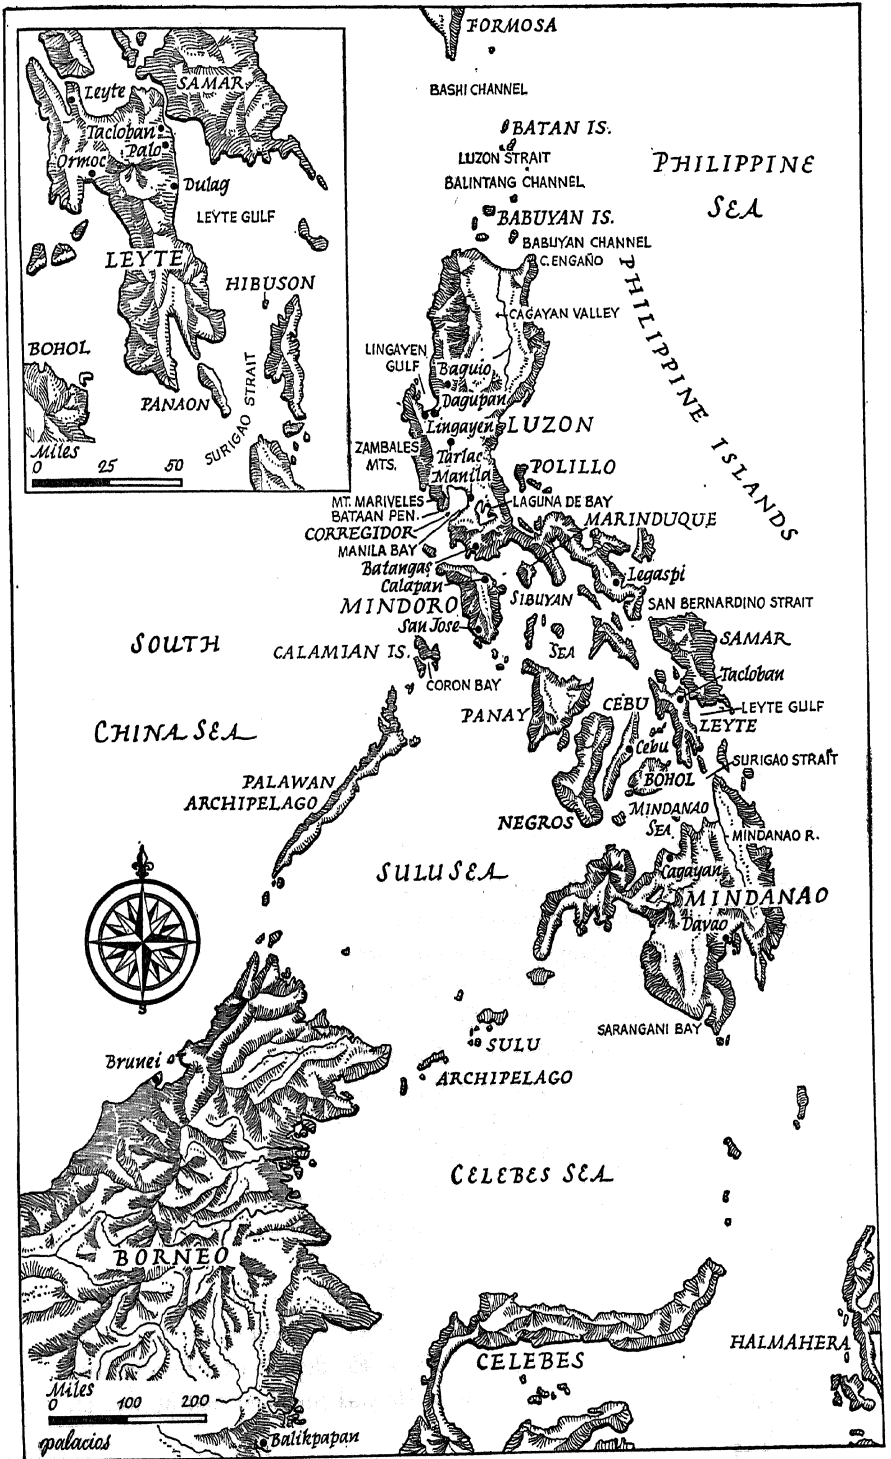 FORMOSA
BASHI CHANNEL
BATAN IS.
LUZON STRAIT
BALINTANG CHANNEL
BABUYAN IS.
BABUYAN CHANNEL
C. ENGAÑO
PHILIPPINE
SEA
PHILIPPINE ISLANDS
CAGAYAN VALLEY
LINGAYEN
GULF
Baguio
Dagupan
Lingayen
LUZON
ZAMBALES
MTS.
Tarlac
Manila
POLILLO
MT. MARIVELES
BATAAN PEN.
LAGUNA DE BAY
CORREGIDOR
MARINDUQUE
MANILA BAY
Batangas
Calapan
Legaspi
MINDORO
SIBUYAN
SEA
SAN BERNARDINO STRAIT
San José
SAMAR
CALAMIAN IS.
CORON BAY
Tacloban
PANAY
CEBU
LEYTE GULF
LEYTE
Cebu
SURIGAO STRAIT
BOHOL
PALAWAN
ARCHIPELAGO
NEGROS
MINDANAO
SEA
MINDANAO R.
SOUTH
CHINA SEA
SULU SEA
Cagayan
MINDANAO
Davao
SARANGANI BAY
S
SULU
ARCHIPELAGO
Brunei
CELEBES SEA
BORNEO
CELEBES
HALMAHERA
Miles
0 100 200
palacios
Balikpapan
SAMAR
Leyte
Tacloban
Palo
Ormoc
Dulag
LEYTE GULF
LEYTE
HIBUSON
BOHOL
PANAON
SURIGAO STRAIT
Miles
0 25 50